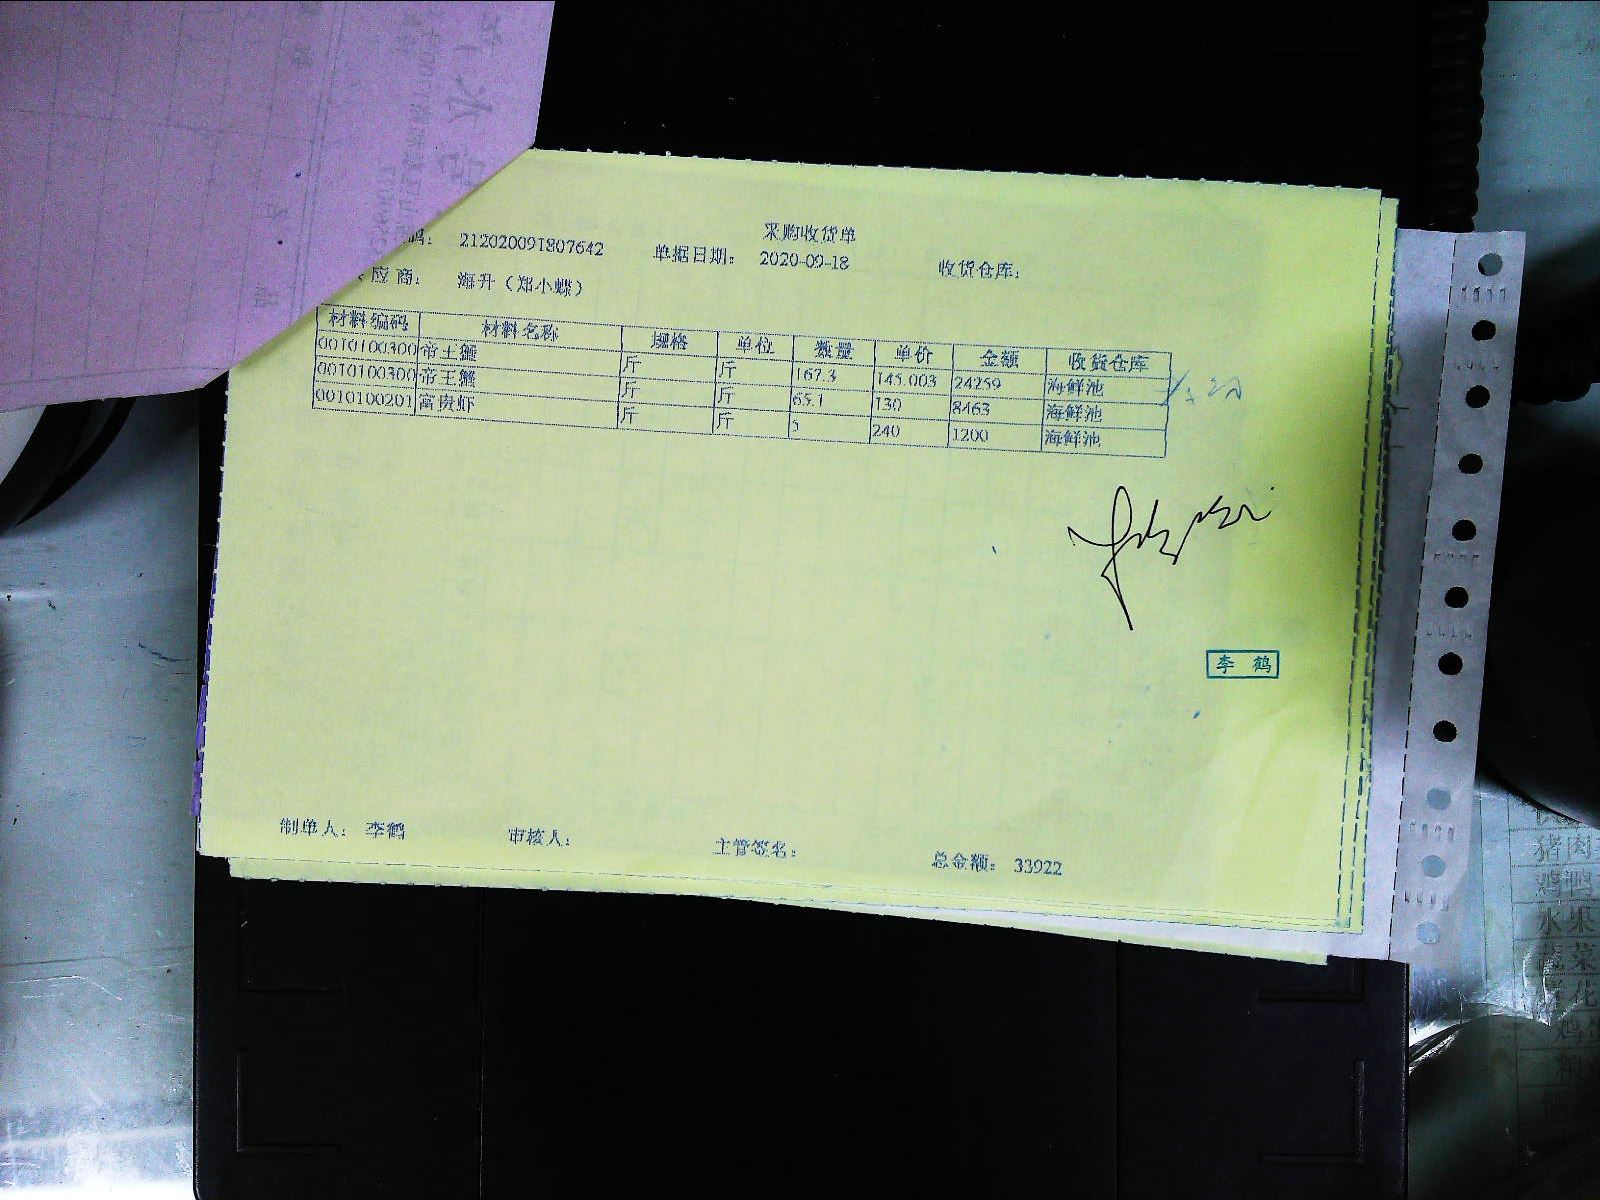 采购收货单
码： 212020091807642 单据日期： 2020-09-18 收货仓库：
应商： 海升（郑小蝶）
材料编码 材料名称 规格 单位 数量 单价 金额 收货仓库
0010100300 帝王蟹 斤 斤 167.3 145.003 24259 海鲜池
0010100300 帝王蟹 斤 斤 65.1 130 8463 海鲜池
0010100201 富贵虾 斤 斤 5 240 1200 海鲜池
李鹤
制单人： 李鹤 审核人： 主管签名： 总金额： 33922
猪肉
鸡鸭
水果
蔬菜